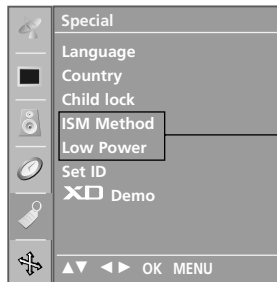 Special
Language
Country
Child lock
ISM Method
Low Power
Set ID
XD Demo
▲▼ ◀▶ OK MENU